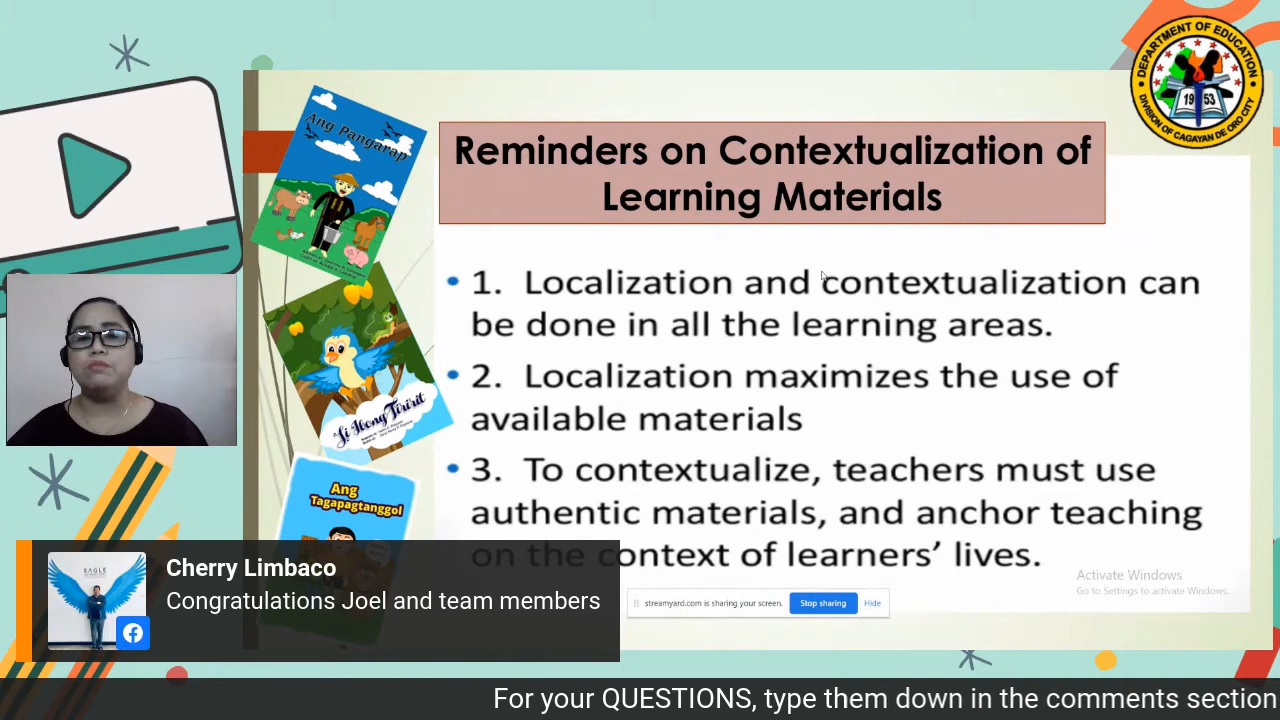 DEPARTMENT OF EDUCATION
1953
DIVISION OF CAGAYAN DE ORO CITY
Ang Pangarap
Reminders on Contextualization of
Learning Materials
• 1. Localization and contextualization can
be done in all the learning areas.
• 2. Localization maximizes the use of
available materials
• 3. To contextualize, teachers must use
authentic materials, and anchor teaching
on the context of learners’ lives.
Si Ibong Tiririt
Ang
Tagapagtanggol
EAGLE
Cherry Limbaco
Congratulations Joel and team members
streamyard.com is sharing your screen.
Stop sharing
Hide
Activate Windows
Go to Settings to activate Windows.
For your QUESTIONS, type them down in the comments section